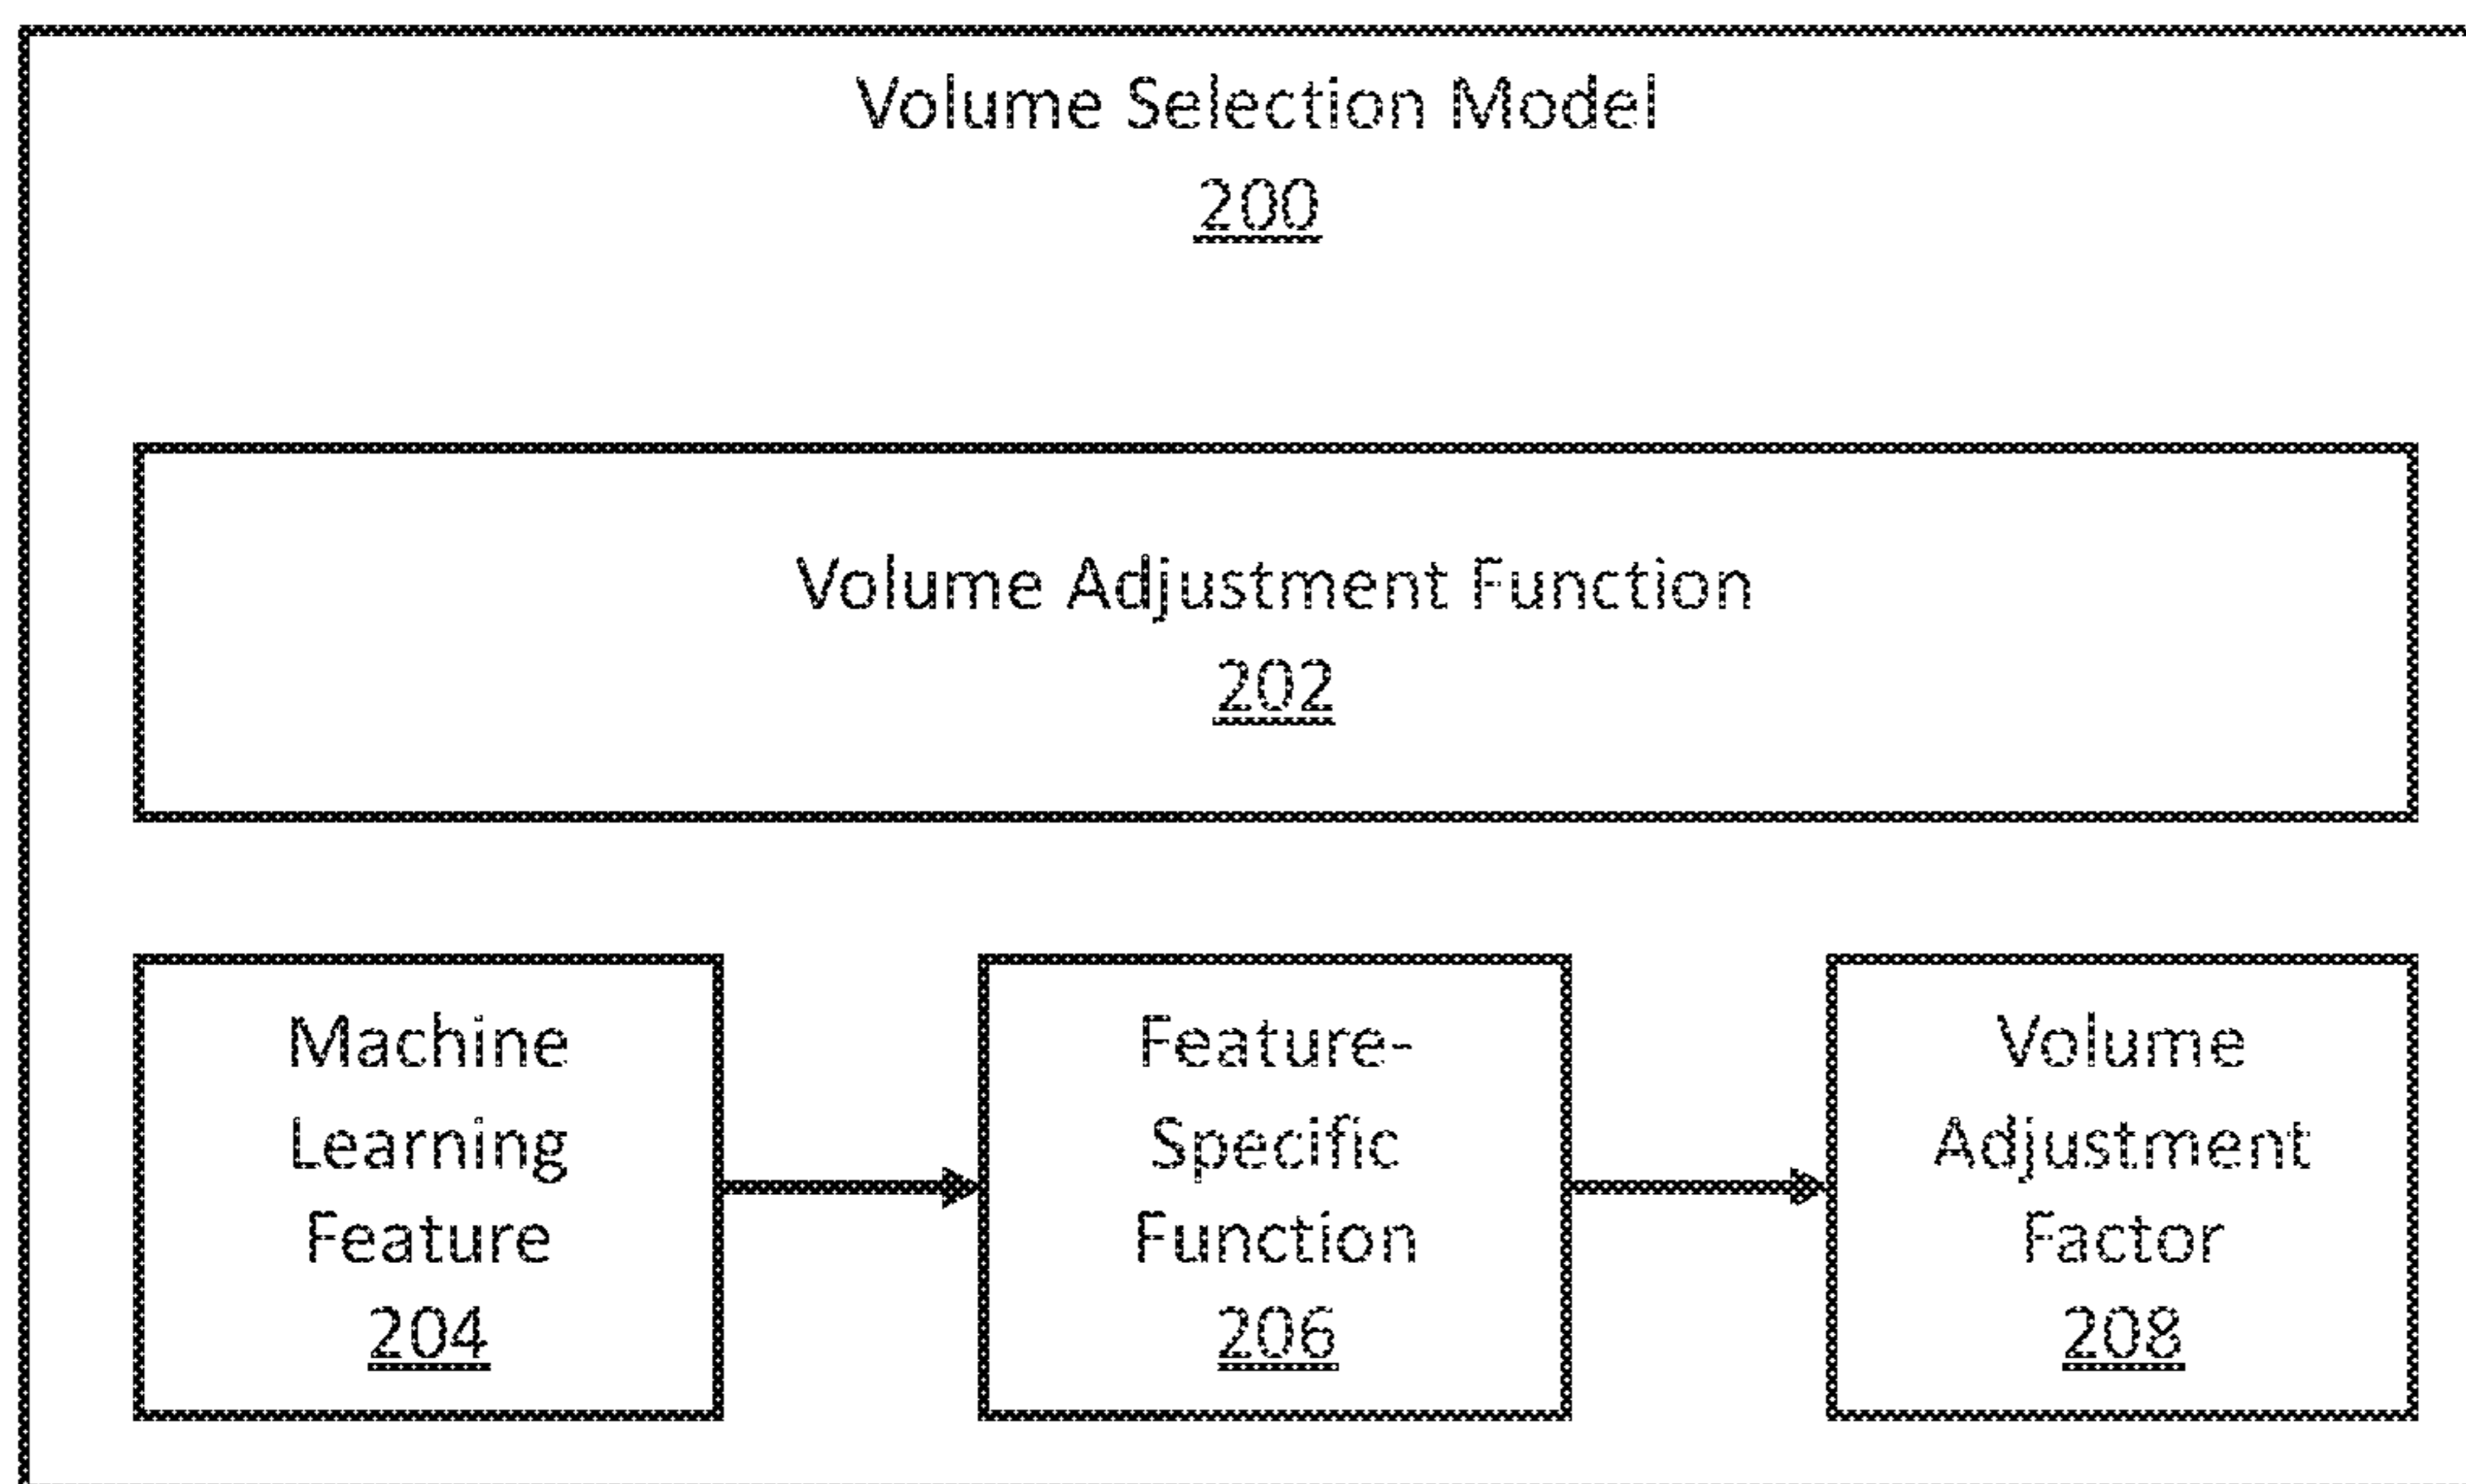 Volume Selection Model
200
Volume Adjustment Function
202
Machine
Learning
Feature
204
Feature-
Specific
Function
206
Volume
Adjustment
Factor
208